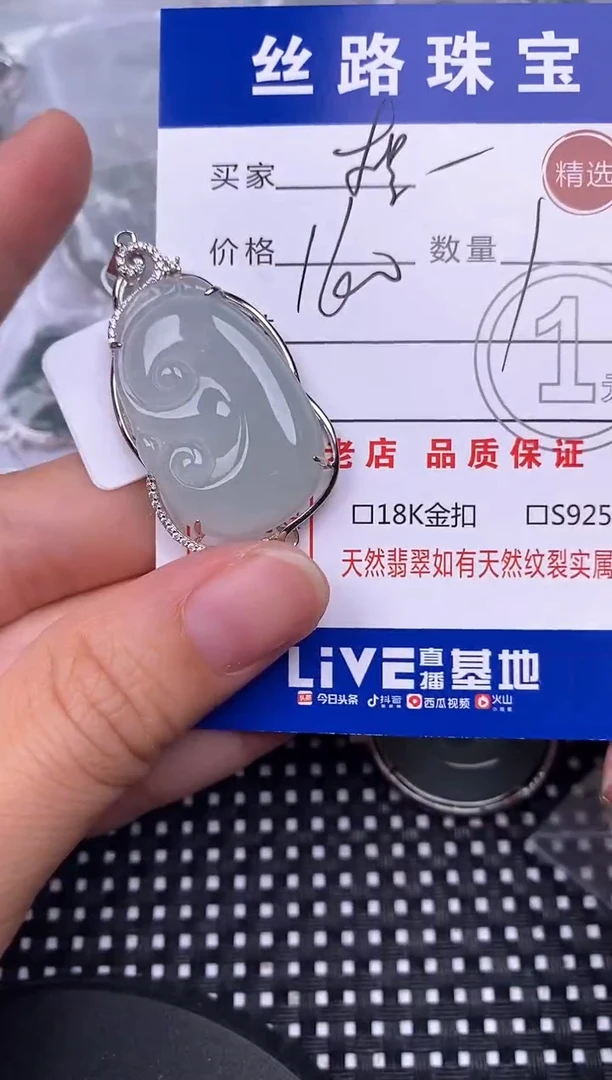 丝路珠宝
买家
精选
价格 160 数量 1
1元
老店 品质保证
□18K金扣 □S925
天然翡翠如有天然纹裂实属
LiVE直播基地
今日头条 抖音 西瓜视频 火山